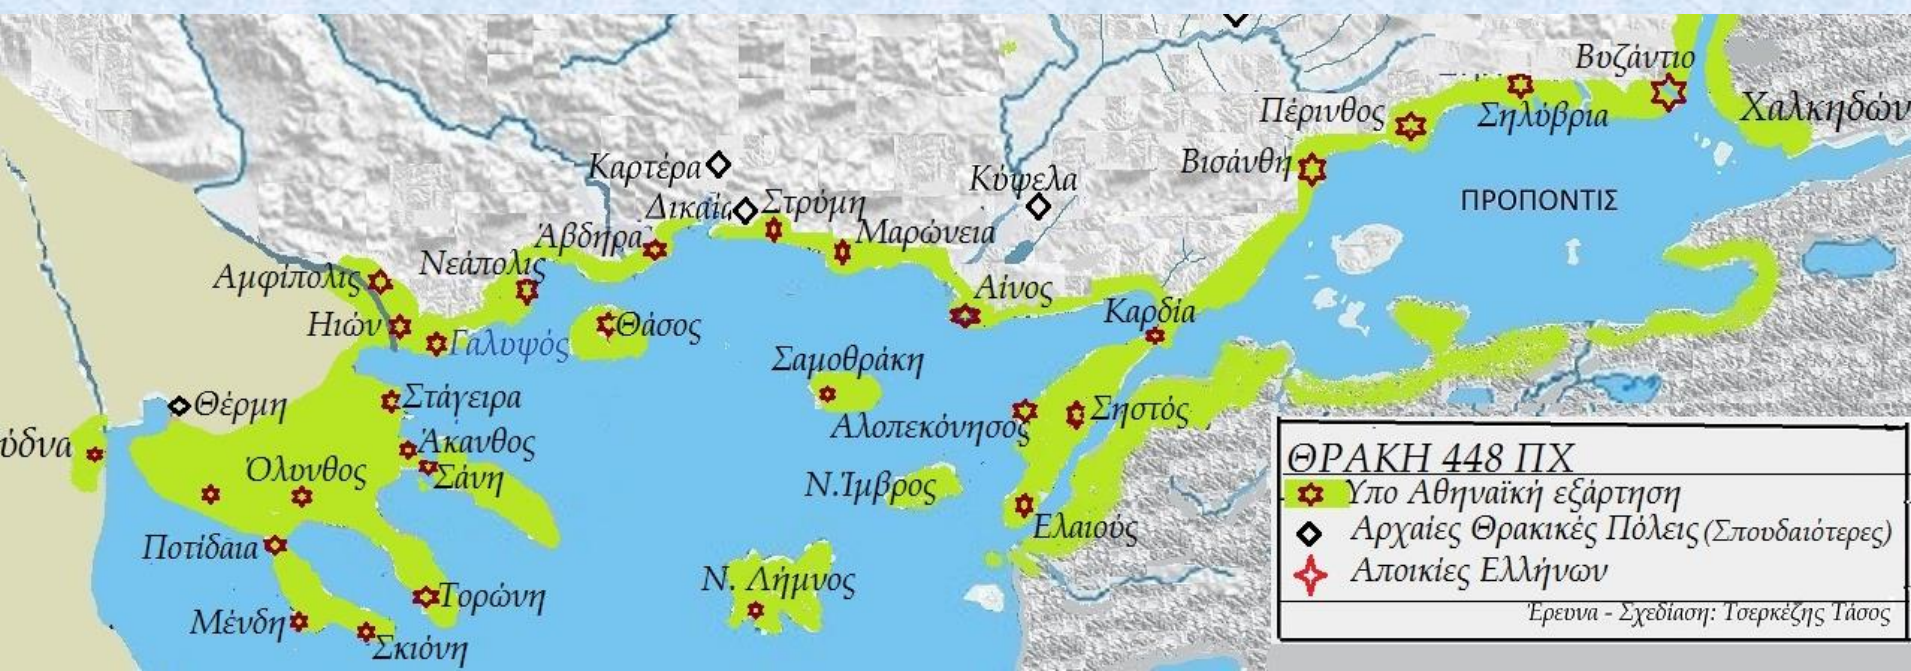 Βυζάντιο
Χαλκηδών
Πέρινθος
Σηλύβρια
Βισάνθη
ΠΡΟΠΟΝΤΙΣ
Καρτέρα
Κύψελα
Δικαία
Στρύμη
Άβδηρα
Μαρώνεια
Νεάπολις
Αμφίπολις
Αίνος
Ηιών
Γαλυψός
Θάσος
Καρδία
Σαμοθράκη
Στάγειρα
Θέρμη
Αλοπεκόνησος
Σηστός
ύδνα
Άκανθος
Όλυνθος
Σάνη
Ν.Ίμβρος
Ελαιούς
Ποτίδαια
Ν. Λήμνος
Τορώνη
Μένδη
Σκιόνη
ΘΡΑΚΗ 448 ΠΧ
Υπο Αθηναϊκή εξάρτηση
Αρχαίες Θρακικές Πόλεις (Σπουδαιότερες)
Αποικίες Ελλήνων
Έρευνα - Σχεδίαση: Τσερκέζης Τάσος